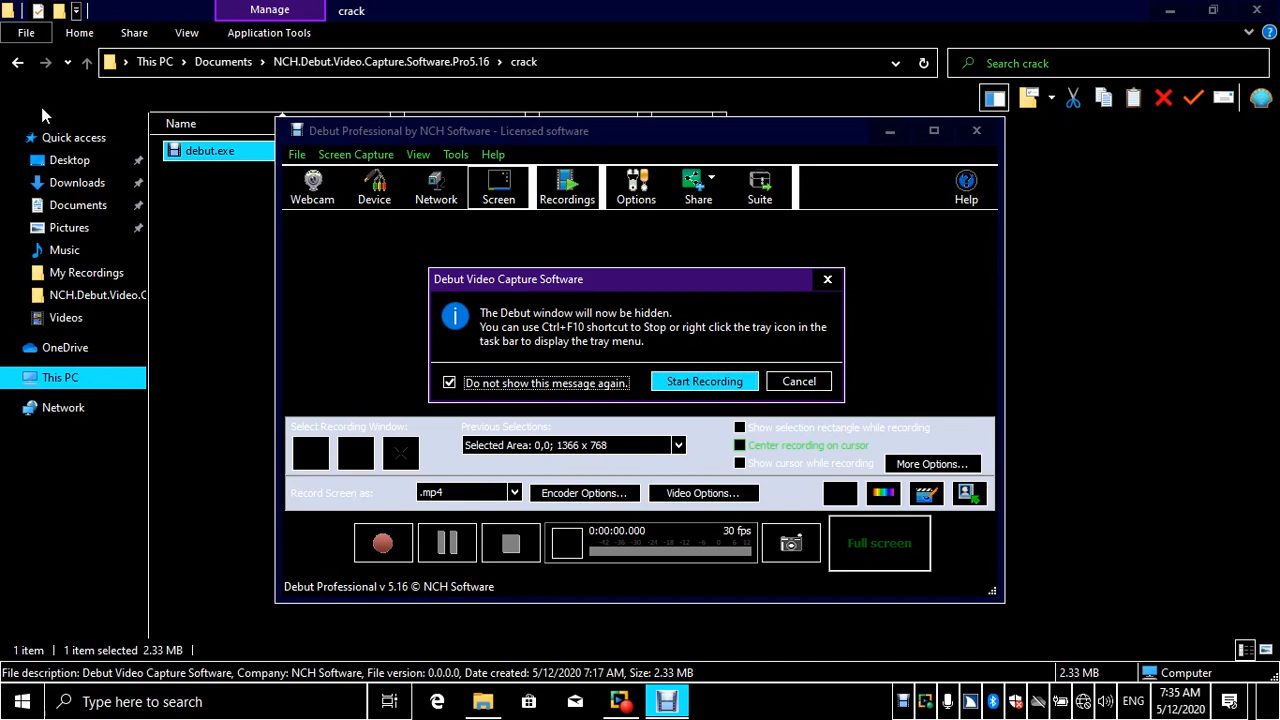 Manage
crack
File
Home
Share
View
Application Tools
This PC
Documents
NCH.Debut.Video.Capture.Software.Pro5.16
crack
Search crack
Name
debut.exe
Quick access
Desktop
Downloads
Documents
Pictures
Music
My Recordings
NCH.Debut.Video.C
Videos
OneDrive
This PC
Network
Debut Professional by NCH Software - Licensed software
File
Screen Capture
View
Tools
Help
Webcam
Device
Network
Screen
Recordings
Options
Share
Suite
Help
Debut Video Capture Software
The Debut window will now be hidden.
You can use Ctrl+F10 shortcut to Stop or right click the tray icon in the
task bar to display the tray menu.
Do not show this message again.
Start Recording
Cancel
Select Recording Window:
Previous Selections:
Selected Area: 0,0; 1366 x 768
Show selection rectangle while recording
Center recording on cursor
Show cursor while recording
More Options...
Record Screen as:
.mp4
Encoder Options...
Video Options...
0:00:00.000
30 fps
-42 -36 -30 -24 -18 -12 -6 0 6 12
Full screen
Debut Professional v 5.16 © NCH Software
1 item
1 item selected 2.33 MB
File description: Debut Video Capture Software, Company: NCH Software, File version: 0.0.0.0, Date created: 5/12/2020 7:17 AM, Size: 2.33 MB
2.33 MB
Computer
Type here to search
ENG
7:35 AM
5/12/2020